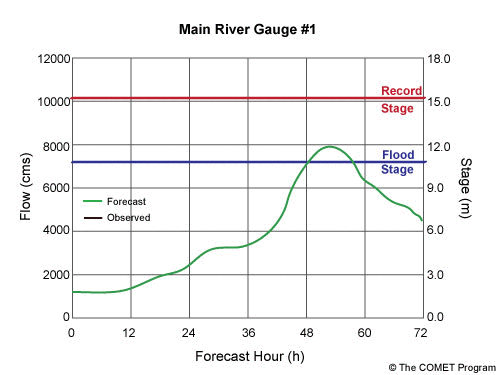 Main River Gauge #1
12000
10000
8000
6000
4000
2000
0
Flow (cms)
18.0
15.0
12.0
9.0
6.0
3.0
0.0
Stage (m)
Record
Stage
Flood
Stage
Forecast
Observed
0 12 24 36 48 60 72
Forecast Hour (h)
© The COMET Program